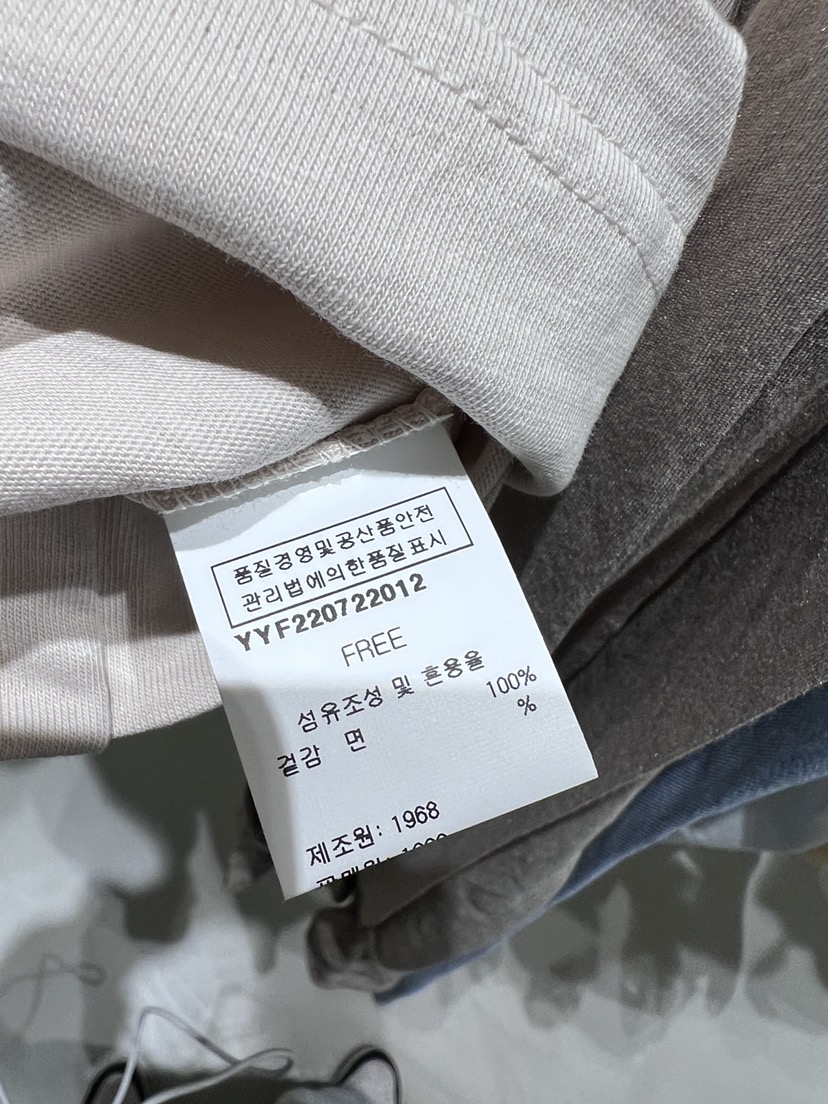 품질경영및공산품안전
관리법에의한품질표시
YYF220722012
FREE
섬유조성 및 혼용율
겉감 면 100%
%
제조원: 1968